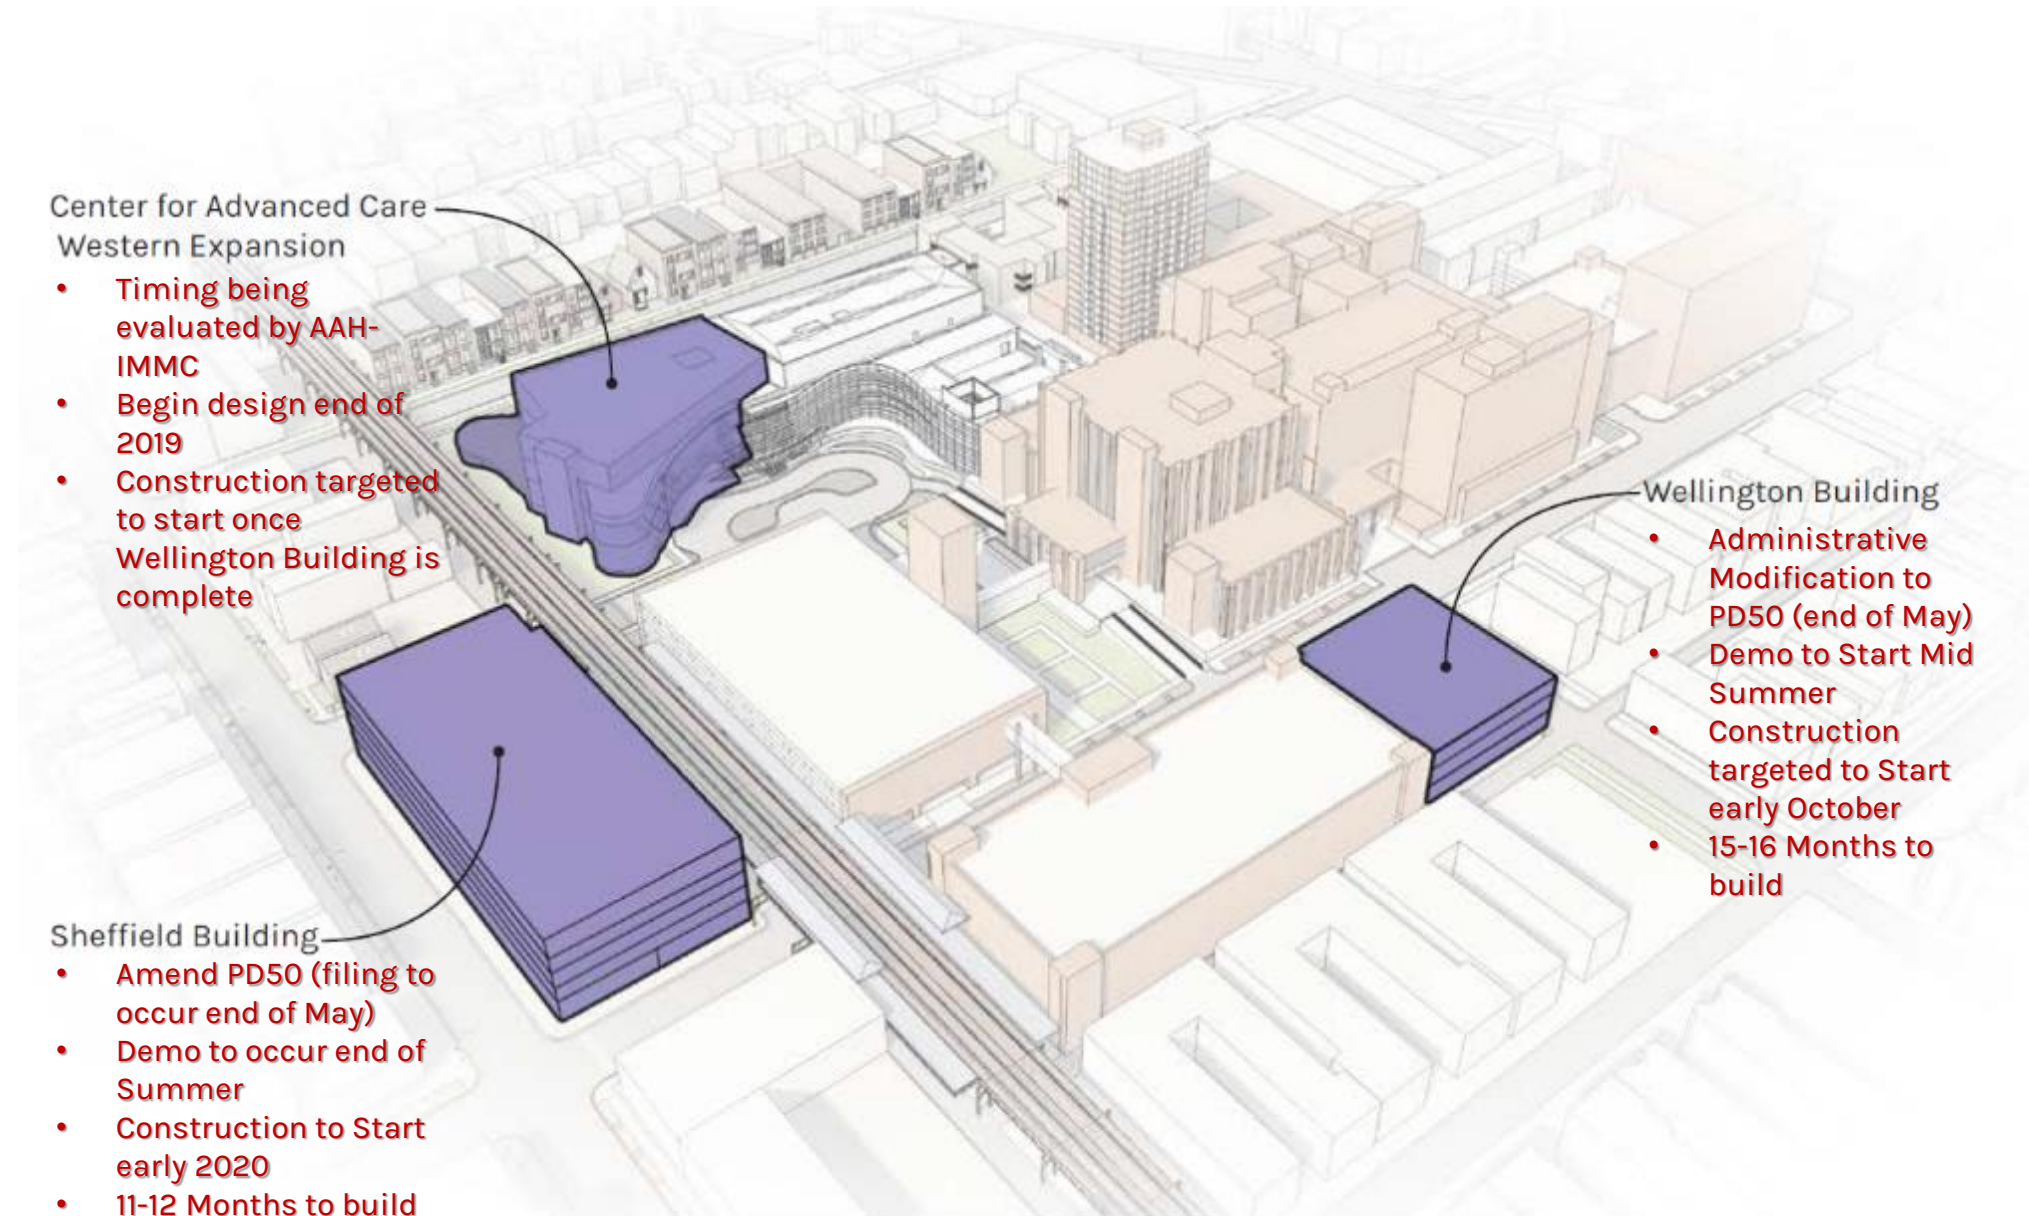 Center for Advanced Care
Western Expansion
• Timing being
evaluated by AAH-
IMMC
• Begin design end of
2019
• Construction targeted
to start once
Wellington Building is
complete
Wellington Building
• Administrative
Modification to
PD50 (end of May)
• Demo to Start Mid
Summer
• Construction
targeted to Start
early October
• 15-16 Months to
build
Sheffield Building
• Amend PD50 (filing to
occur end of May)
• Demo to occur end of
Summer
• Construction to Start
early 2020
• 11-12 Months to build